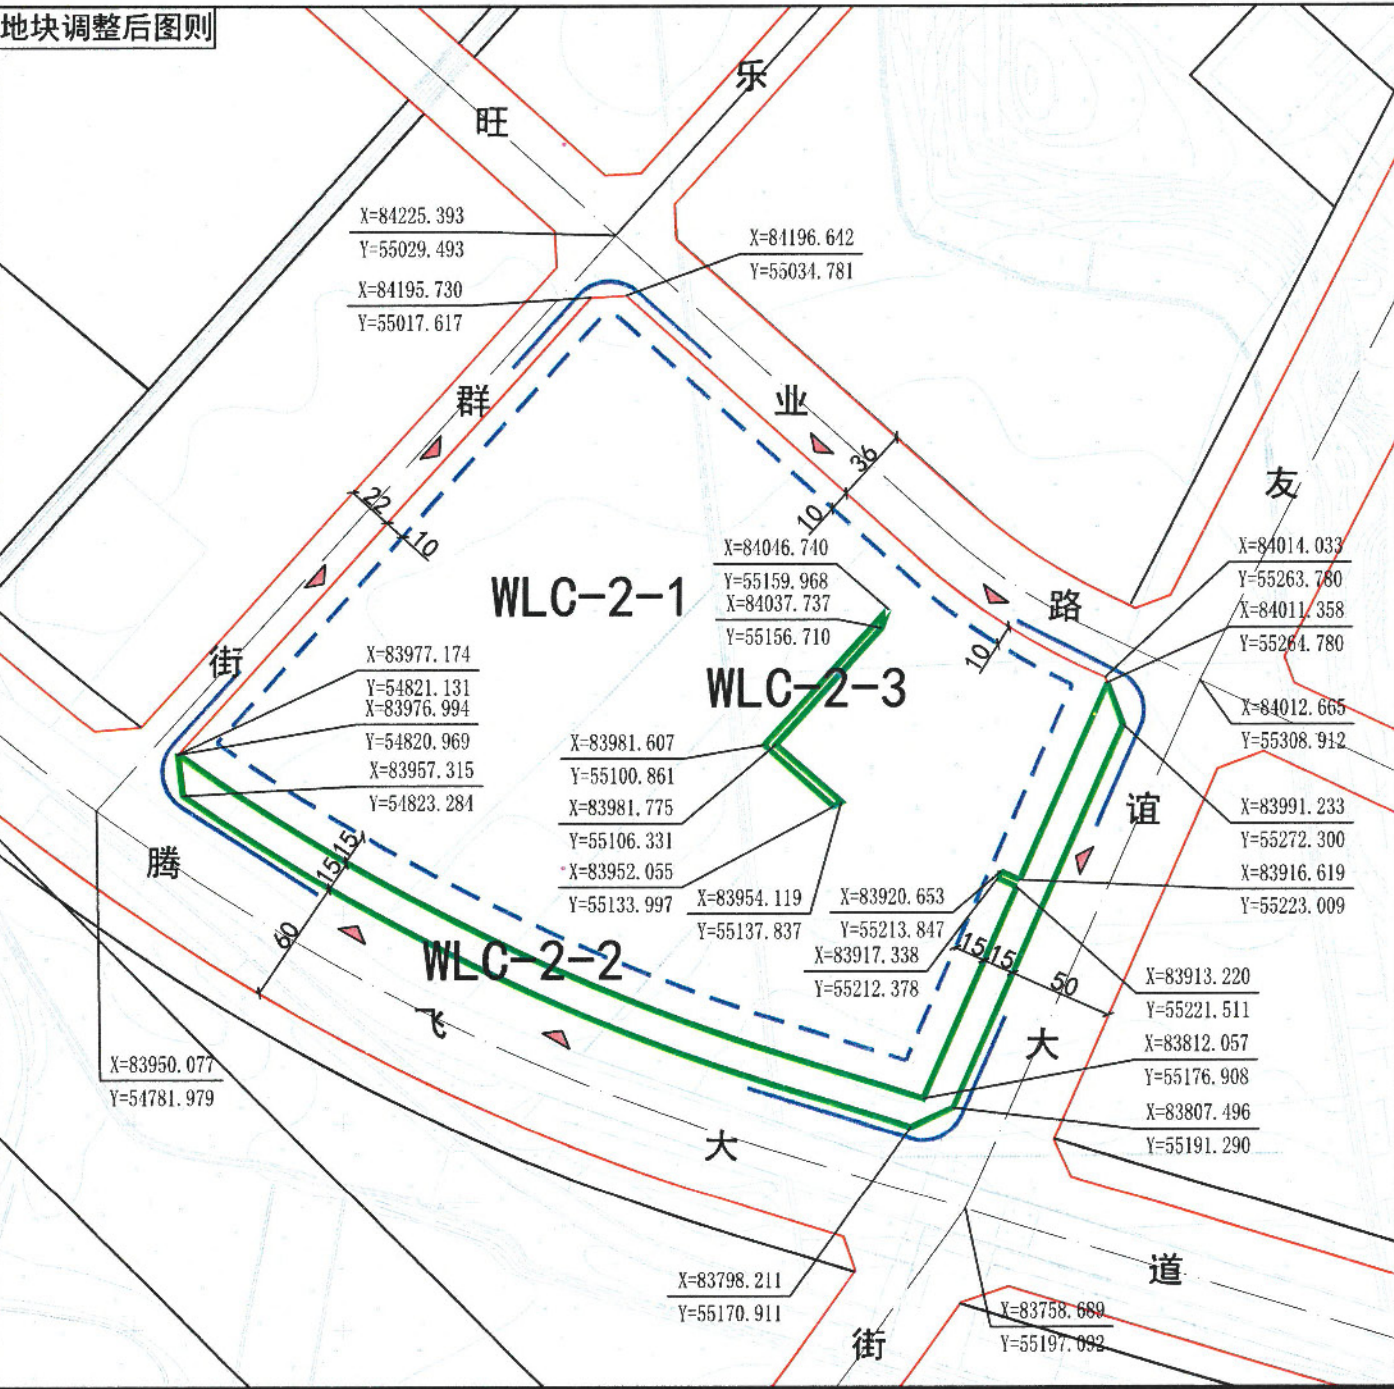 地块调整后图则
乐
旺
X=84225.393
Y=55029.493
X=84196.642
Y=55034.781
X=84195.730
Y=55017.617
群
业
36
22
10
10
友
X=84046.740
Y=55159.968
X=84037.737
Y=55156.710
X=84014.033
Y=55263.780
X=84011.358
Y=55264.780
WLC-2-1
路
街
10
X=83977.174
Y=54821.131
X=83976.994
Y=54820.969
WLC-2-3
X=84012.665
Y=55308.912
X=83981.607
Y=55100.861
X=83957.315
Y=54823.284
X=83981.775
Y=55106.331
谊
X=83991.233
Y=55272.300
腾
15
15
X=83952.055
Y=55133.997
X=83954.119
Y=55137.837
X=83920.653
Y=55213.847
X=83916.619
Y=55223.009
60
WLC-2-2
X=83917.338
Y=55212.378
15
15
50
X=83913.220
Y=55221.511
飞
大
X=83812.057
Y=55176.908
X=83950.077
Y=54781.979
X=83807.496
Y=55191.290
大
道
X=83798.211
Y=55170.911
X=83758.689
Y=55197.092
街